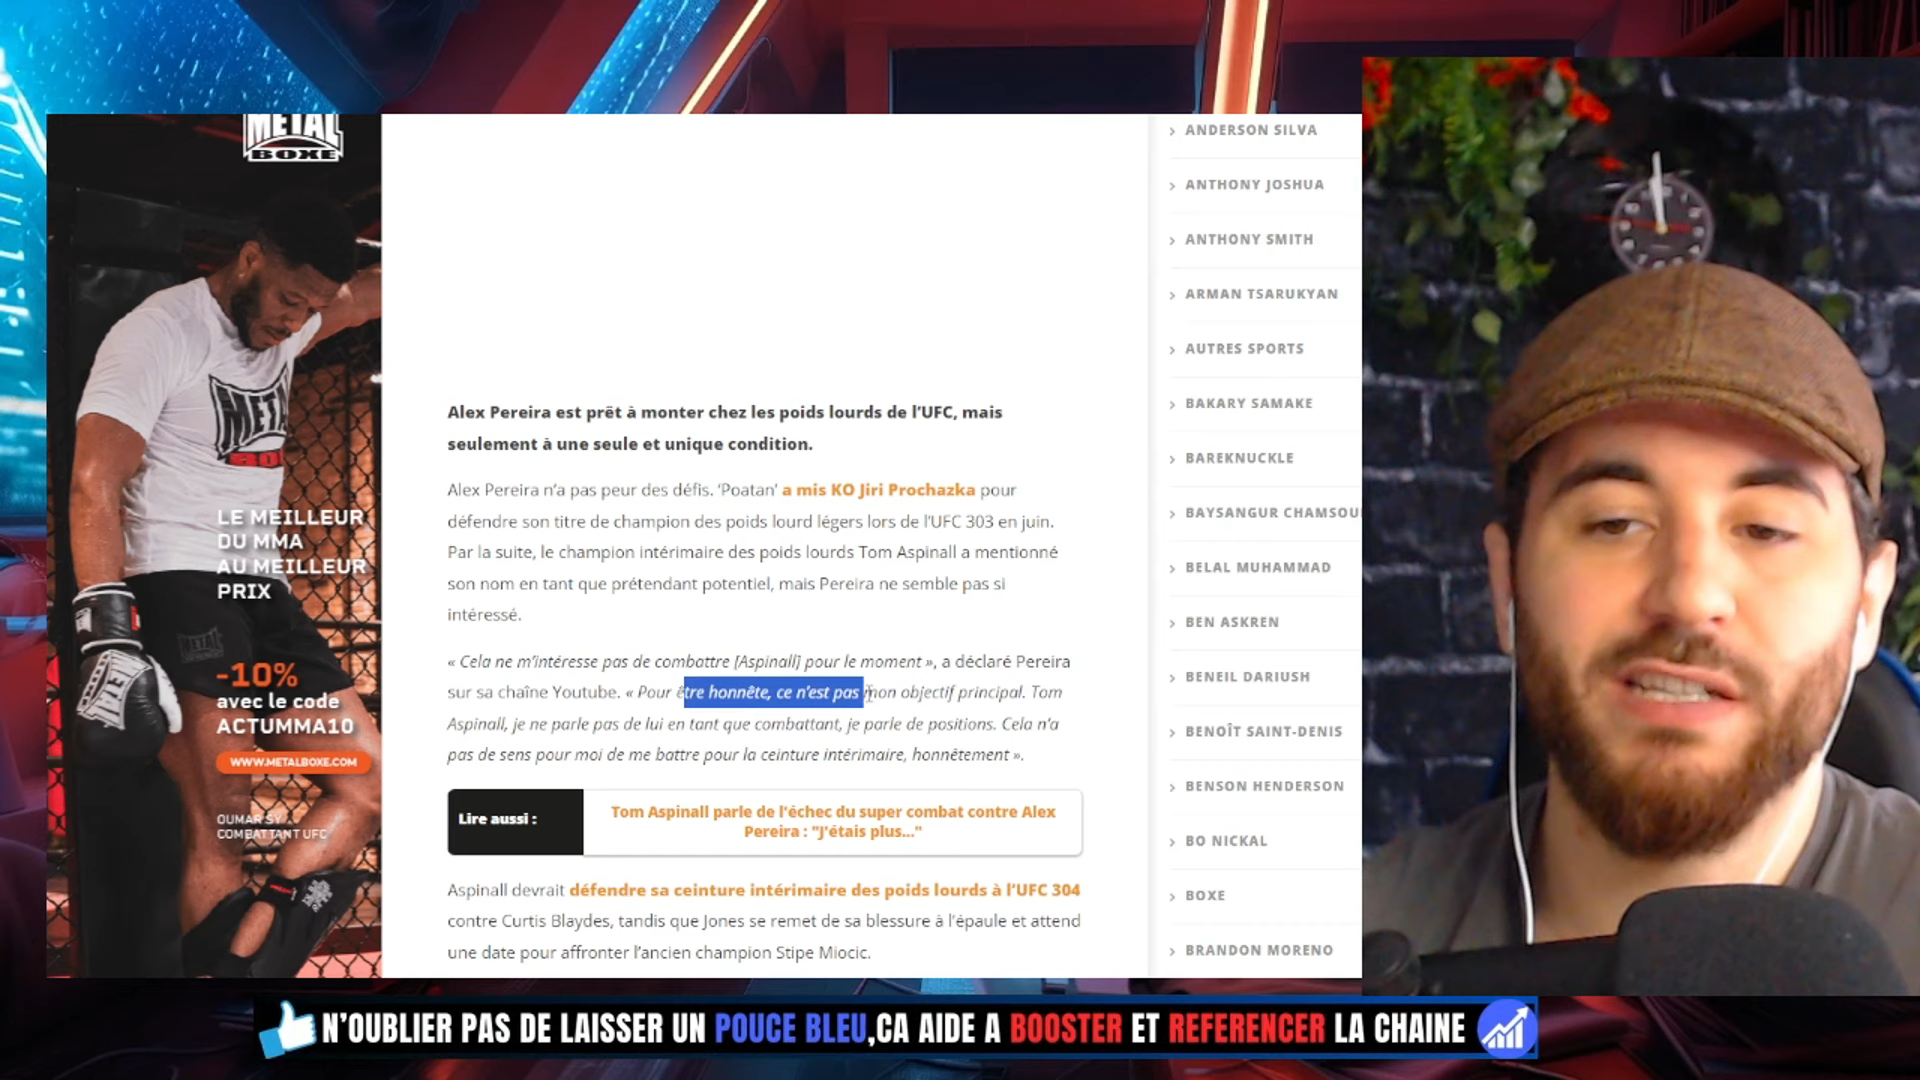 METAL
BOXE
META
BO
METAL
LE MEILLEUR
DU MMA
AU MEILLEUR
PRIX
-10%
avec le code
ACTUMMA10
WWW.METALBOXE.COM
OUMAR SY
COMBATTANT UFC
Alex Pereira est prêt à monter chez les poids lourds de l'UFC, mais
seulement à une seule et unique condition.
Alex Pereira n'a pas peur des défis. 'Poatan' a mis KO Jiri Prochazka pour
défendre son titre de champion des poids lourd légers lors de l'UFC 303 en juin.
Par la suite, le champion intérimaire des poids lourds Tom Aspinall a mentionné
son nom en tant que prétendant potentiel, mais Pereira ne semble pas si
intéressé.
« Cela ne m'intéresse pas de combattre [Aspinall] pour le moment », a déclaré Pereira
sur sa chaîne Youtube. « Pour être honnête, ce n'est pas mon objectif principal. Tom
Aspinall, je ne parle pas de lui en tant que combattant, je parle de positions. Cela n'a
pas de sens pour moi de me battre pour la ceinture intérimaire, honnêtement ».
Lire aussi :
Tom Aspinall parle de l'échec du super combat contre Alex
Pereira : "J'étais plus..."
Aspinall devrait défendre sa ceinture intérimaire des poids lourds à l'UFC 304
contre Curtis Blaydes, tandis que Jones se remet de sa blessure à l'épaule et attend
une date pour affronter l'ancien champion Stipe Miocic.
ANDERSON SILVA
ANTHONY JOSHUA
ANTHONY SMITH
ARMAN TSARUKYAN
AUTRES SPORTS
BAKARY SAMAKE
BAREKNUCKLE
BAYSANGUR CHAMSOU
BELAL MUHAMMAD
BEN ASKREN
BENEIL DARIUSH
BENOÎT SAINT-DENIS
BENSON HENDERSON
BO NICKAL
BOXE
BRANDON MORENO
N'OUBLIER PAS DE LAISSER UN POUCE BLEU,CA AIDE A BOOSTER ET REFERENCER LA CHAINE